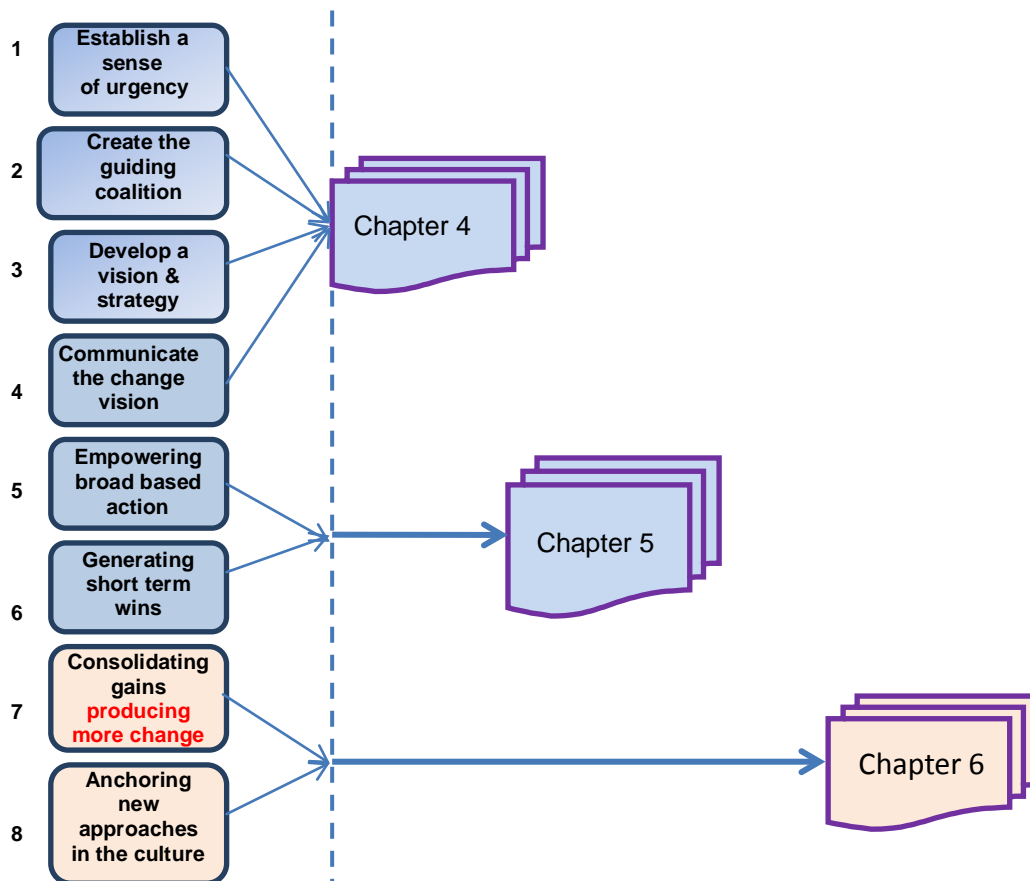 1
Establish a
sense
of urgency
2
Create the
guiding
coalition
3
Develop a
vision &
strategy
4
Communicate
the change
vision
5
Empowering
broad based
action
6
Generating
short term
wins
7
Consolidating
gains
producing
more change
8
Anchoring
new
approaches
in the culture
Chapter 4
Chapter 5
Chapter 6